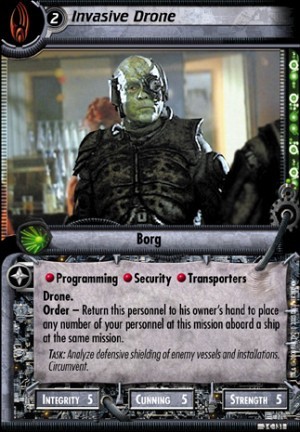 2 Invasive Drone
Borg
Programming Security Transporters
Drone.
Order – Return this personnel to his owner's hand to place
any number of your personnel at this mission aboard a ship
at the same mission.
TASK: Analyze defensive shielding of enemy vessels and installations.
Circumvent.
INTEGRITY 5 CUNNING 5 STRENGTH 5